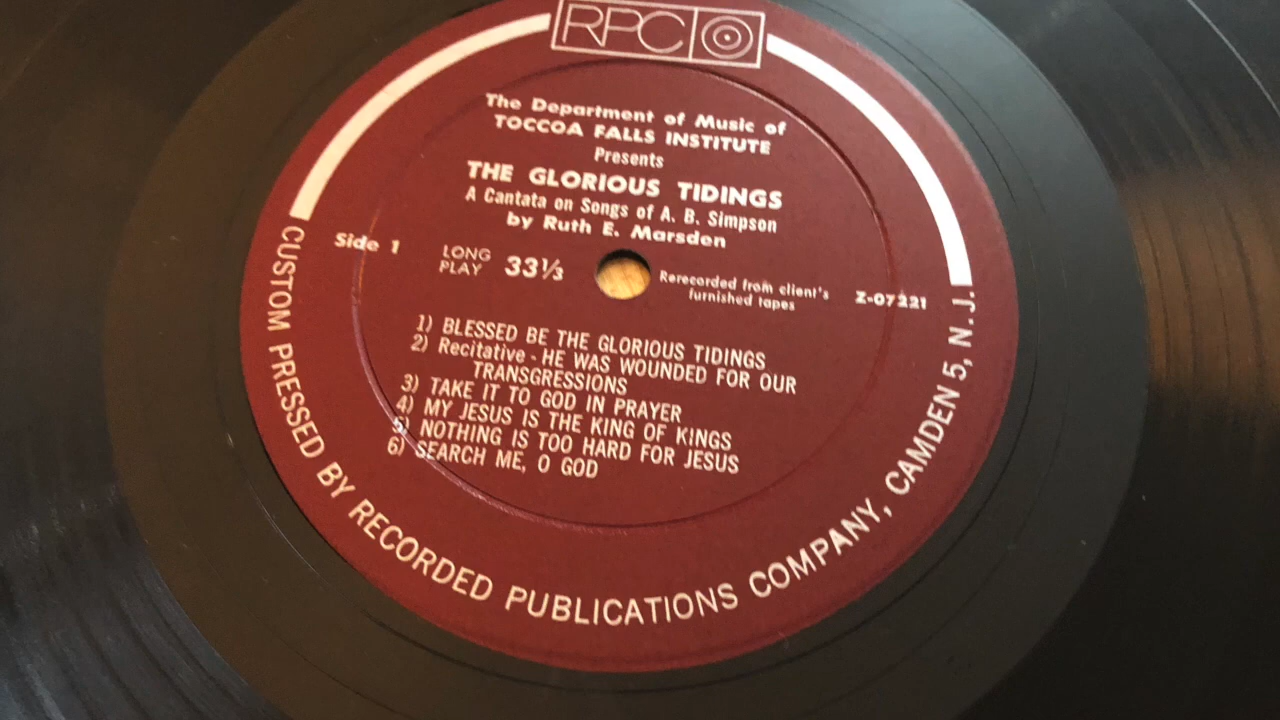 RPC
The Department of Music of
TOCCOA FALLS INSTITUTE
Presents
THE GLORIOUS TIDINGS
A Cantata on Songs of A. B. Simpson
by Ruth E. Marsden
Side 1
LONG
PLAY
33⅓
Rerecorded from client's
furnished tapes
Z-07221
1) BLESSED BE THE GLORIOUS TIDINGS
2) Recitative - HE WAS WOUNDED FOR OUR
TRANSGRESSIONS
3) TAKE IT TO GOD IN PRAYER
4) MY JESUS IS THE KING OF KINGS
5) NOTHING IS TOO HARD FOR JESUS
6) SEARCH ME, O GOD
CUSTOM PRESSED BY RECORDED PUBLICATIONS COMPANY, CAMDEN 5, N.J.